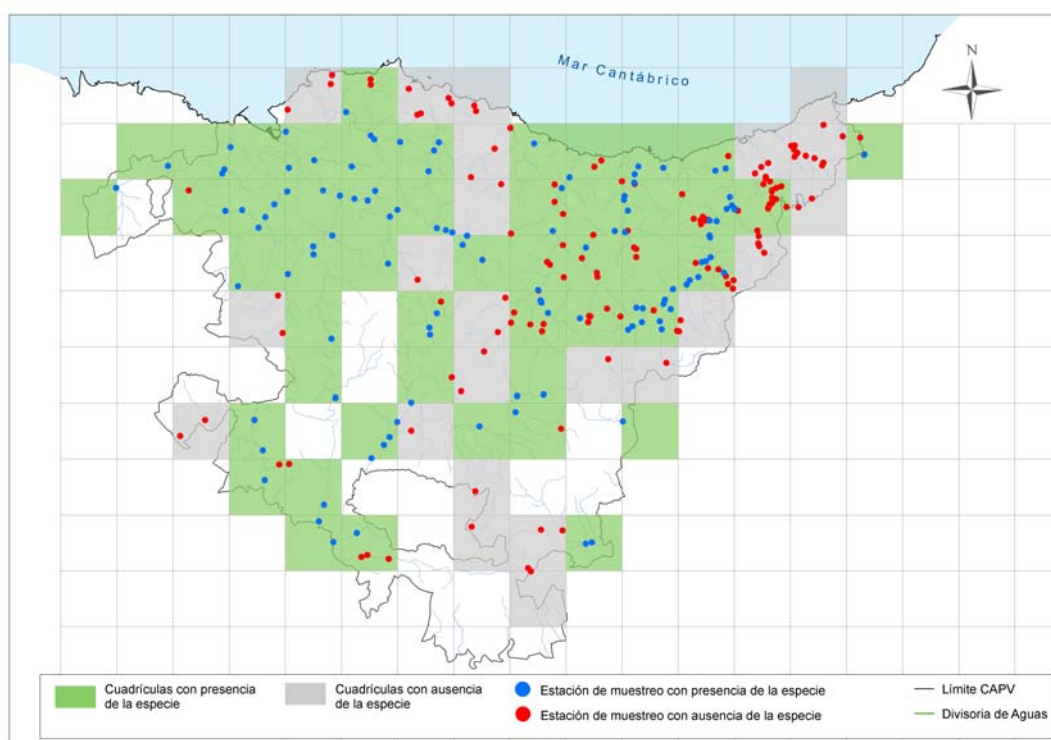 Mar Cantábrico
N
Cuadrículas con presencia
de la especie
Cuadrículas con ausencia
de la especie
Estación de muestreo con presencia de la especie
Estación de muestreo con ausencia de la especie
Límite CAPV
Divisoria de Aguas